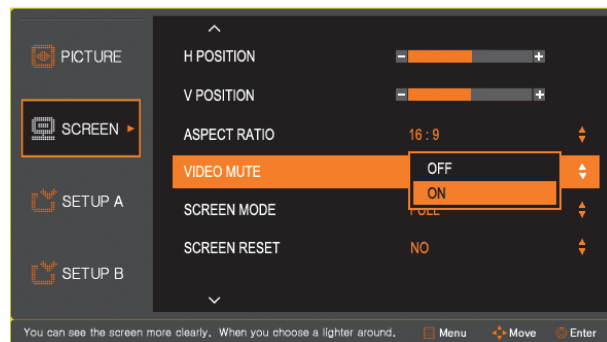 PICTURE
SCREEN
SETUP A
SETUP B
H POSITION
V POSITION
ASPECT RATIO 16 : 9
VIDEO MUTE
OFF
ON
SCREEN MODE FULL
SCREEN RESET NO
You can see the screen more clearly. When you choose a lighter around. Menu Move Enter